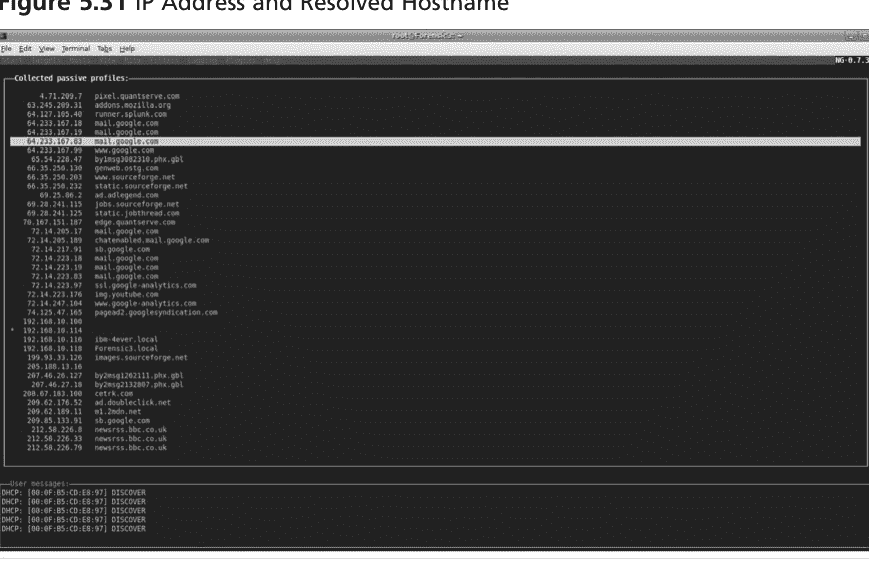 Figure 5.31 IP Address and Resolved Hostname
root@Forensic3:~
File Edit View Terminal Tabs Help
Start Targets Hosts View Mitm Filters Logging Plugins Help
NG-0.7.3
Collected passive profiles:
4.71.209.7 pixel.quantserve.com
63.245.209.31 addons.mozilla.org
64.127.105.40 runner.splunk.com
64.233.167.18 mail.google.com
64.233.167.19 mail.google.com
64.233.167.83 mail.google.com
64.233.167.99 www.google.com
65.54.228.47 by1msg3082310.phx.gbl
66.35.250.130 genweb.ostg.com
66.35.250.203 www.sourceforge.net
66.35.250.232 static.sourceforge.net
69.25.86.2 ad.adlegend.com
69.28.241.115 jobs.sourceforge.net
69.28.241.125 static.jobthread.com
70.167.151.187 edge.quantserve.com
72.14.205.17 mail.google.com
72.14.205.189 chatenabled.mail.google.com
72.14.217.91 sb.google.com
72.14.223.18 mail.google.com
72.14.223.19 mail.google.com
72.14.223.83 mail.google.com
72.14.223.97 ssl.google-analytics.com
72.14.223.176 img.youtube.com
72.14.247.104 www.google-analytics.com
74.125.47.165 pagead2.googlesyndication.com
192.168.10.100
* 192.168.10.114
192.168.10.116 ibm-4ever.local
192.168.10.118 Forensic3.local
199.93.33.126 images.sourceforge.net
205.188.13.16
207.46.26.127 by2msg1262111.phx.gbl
207.46.27.18 by2msg2132807.phx.gbl
208.67.183.100 cetrk.com
209.62.176.52 ad.doubleclick.net
209.62.189.11 m1.2mdn.net
209.85.133.91 sb.google.com
212.58.226.8 newsrss.bbc.co.uk
212.58.226.33 newsrss.bbc.co.uk
212.58.226.79 newsrss.bbc.co.uk
User messages:
DHCP: [00:0F:B5:CD:E8:97] DISCOVER
DHCP: [00:0F:B5:CD:E8:97] DISCOVER
DHCP: [00:0F:B5:CD:E8:97] DISCOVER
DHCP: [00:0F:B5:CD:E8:97] DISCOVER
DHCP: [00:0F:B5:CD:E8:97] DISCOVER